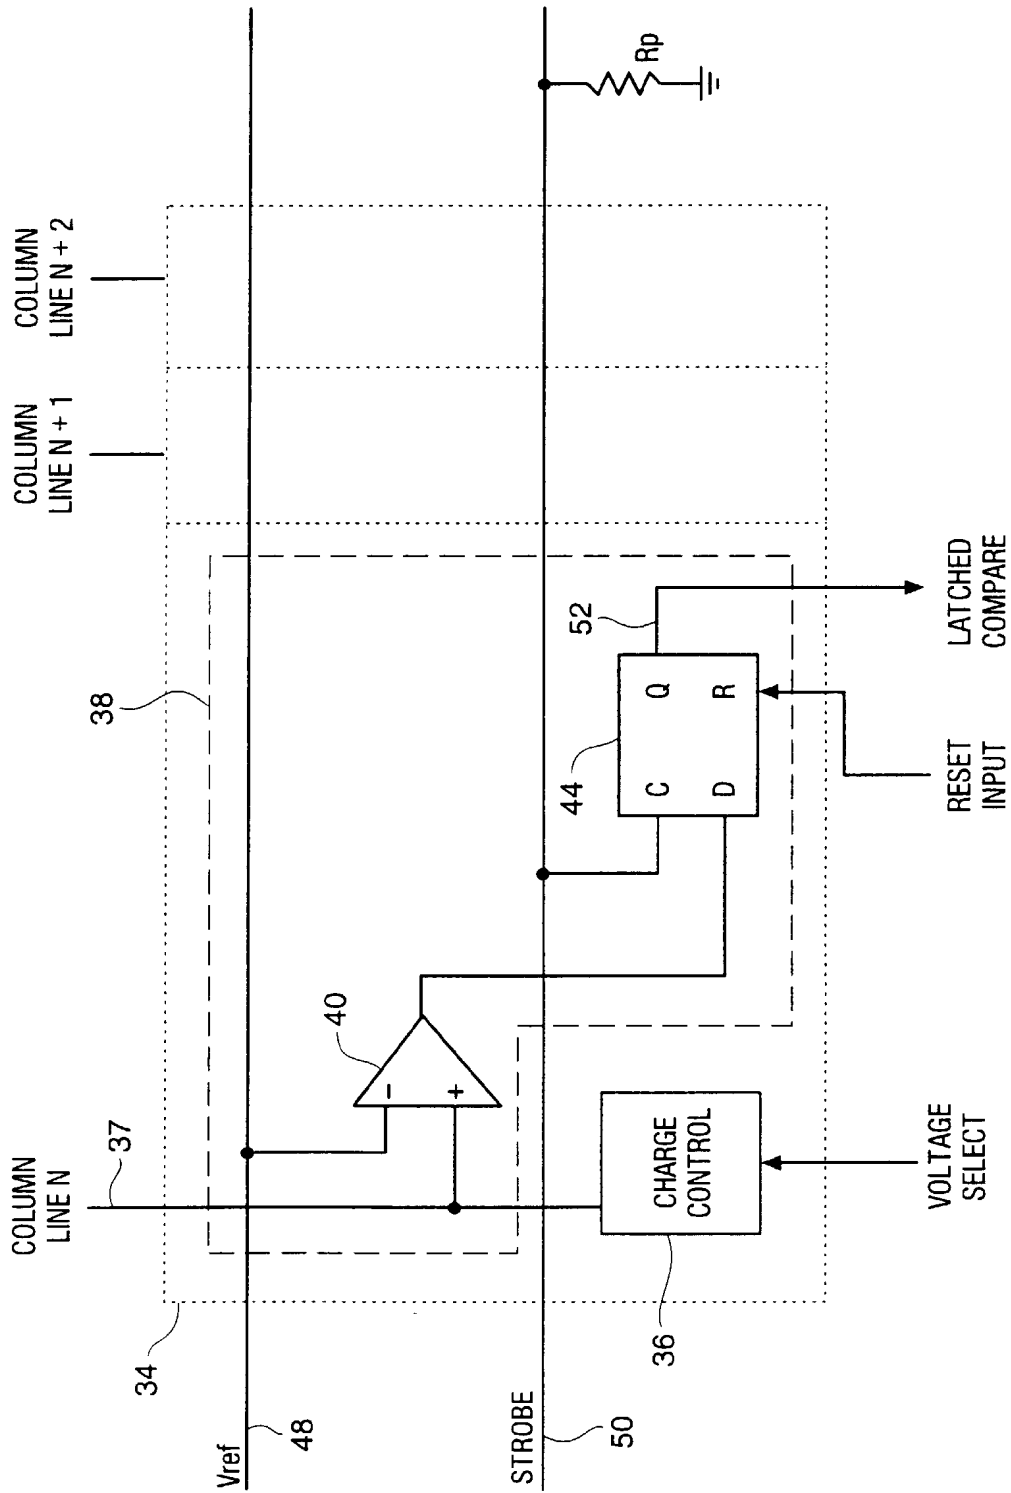 COLUMN
LINE N
37
COLUMN
LINE N + 1
COLUMN
LINE N + 2
34
38
Vref
48
40
-
+
STROBE
50
Rp
44
C
Q
D
R
52
CHARGE
CONTROL
36
VOLTAGE
SELECT
RESET
INPUT
LATCHED
COMPARE